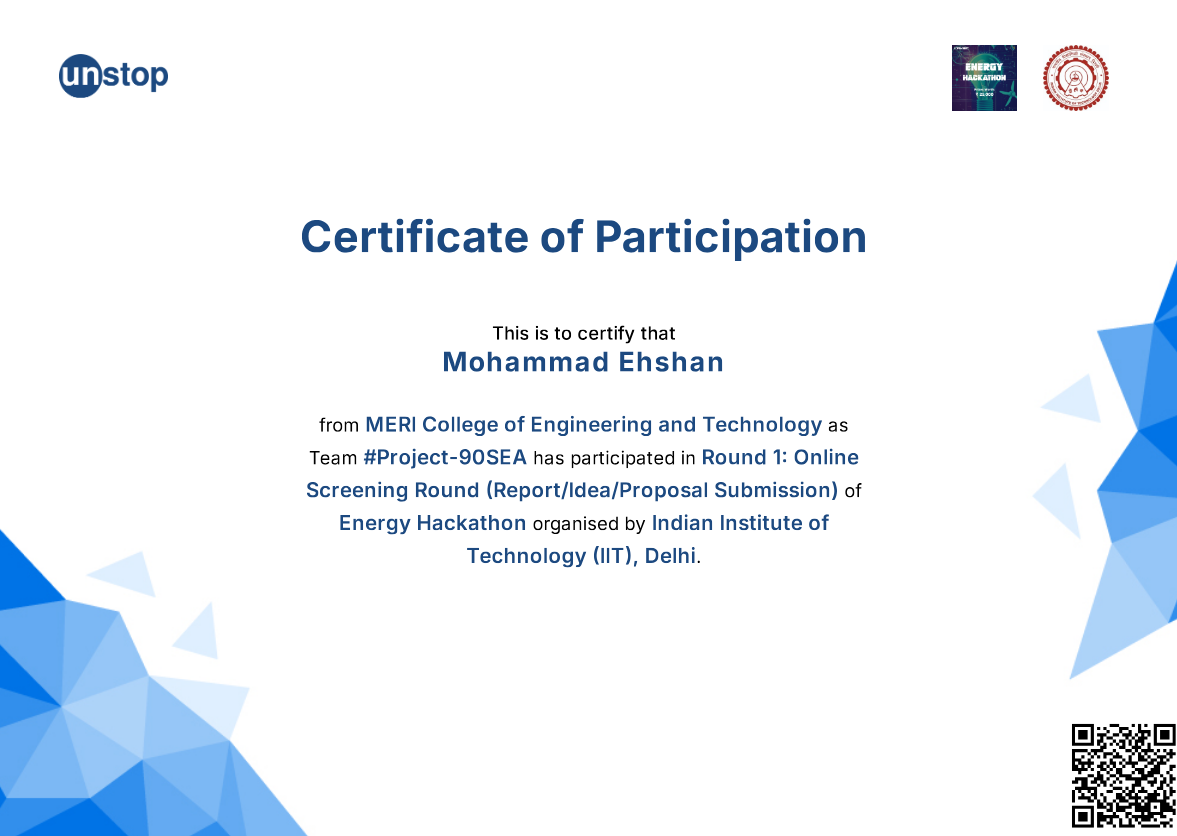 unstop
ENERGY
HACKATHON
Certificate of Participation
This is to certify that
Mohammad Ehshan
from MERI College of Engineering and Technology as
Team #Project-90SEA has participated in Round 1: Online
Screening Round (Report/Idea/Proposal Submission) of
Energy Hackathon organised by Indian Institute of
Technology (IIT), Delhi.